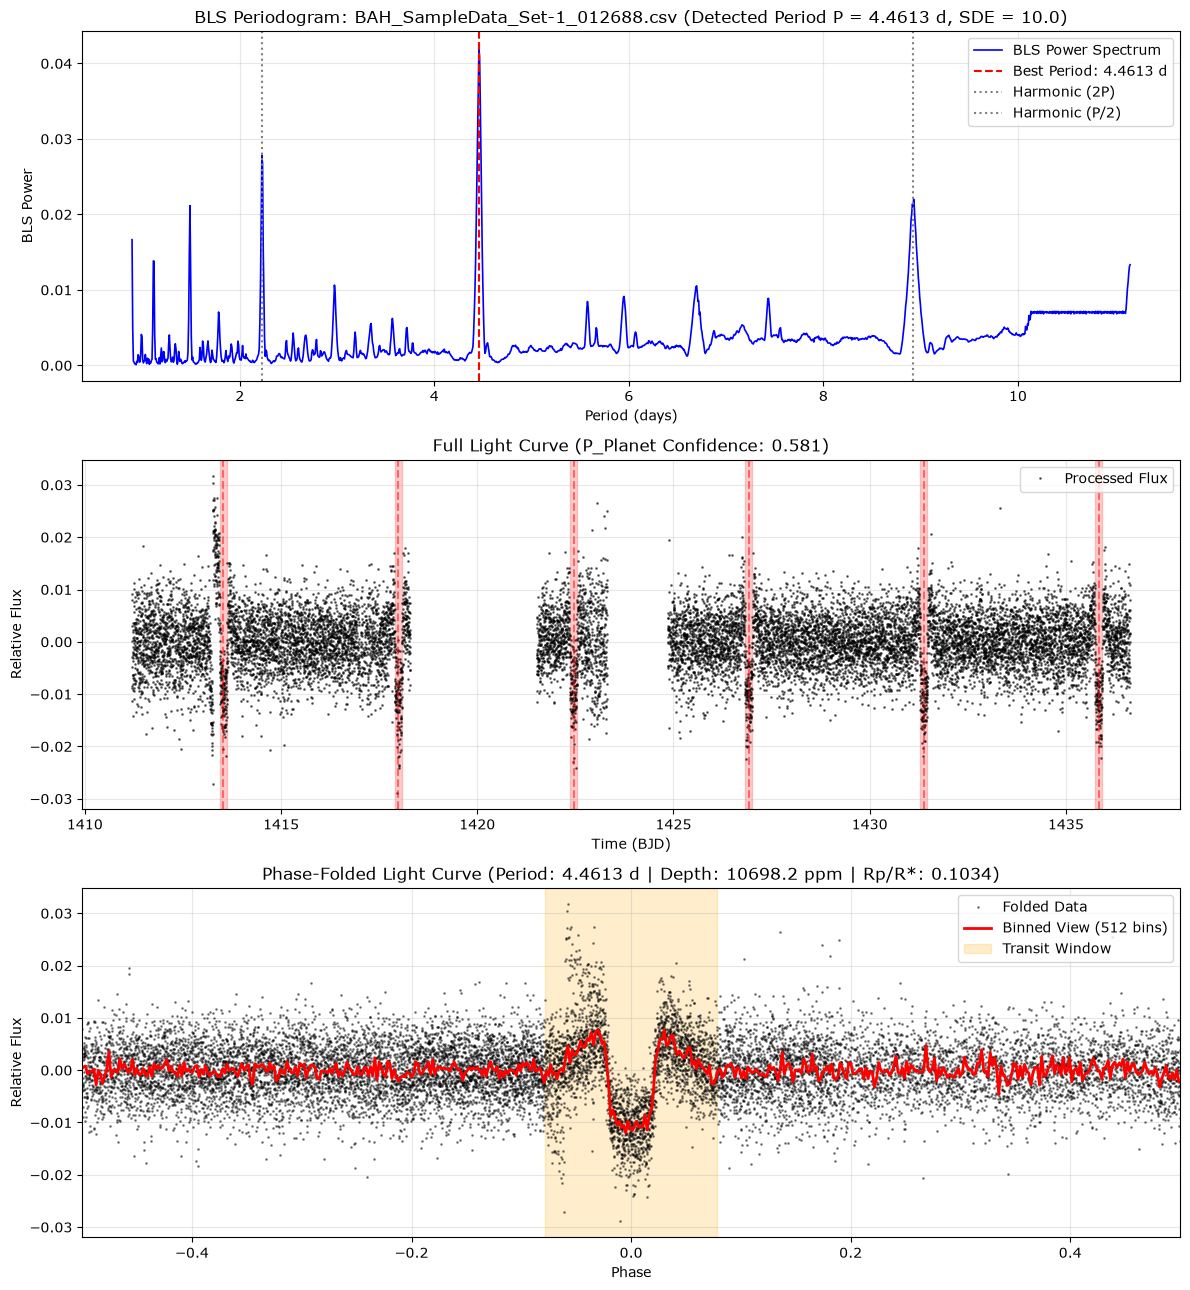 BLS Periodogram: BAH_SampleData_Set-1_012688.csv (Detected Period P = 4.4613 d, SDE = 10.0)
BLS Power
0.04
0.03
0.02
0.01
0.00
BLS Power Spectrum
Best Period: 4.4613 d
Harmonic (2P)
Harmonic (P/2)
2 4 6 8 10
Period (days)
Full Light Curve (P_Planet Confidence: 0.581)
Relative Flux
0.03
0.02
0.01
0.00
−0.01
−0.02
−0.03
Processed Flux
1410 1415 1420 1425 1430 1435
Time (BJD)
Phase-Folded Light Curve (Period: 4.4613 d | Depth: 10698.2 ppm | Rp/R*: 0.1034)
Relative Flux
0.03
0.02
0.01
0.00
−0.01
−0.02
−0.03
Folded Data
Binned View (512 bins)
Transit Window
−0.4 −0.2 0.0 0.2 0.4
Phase